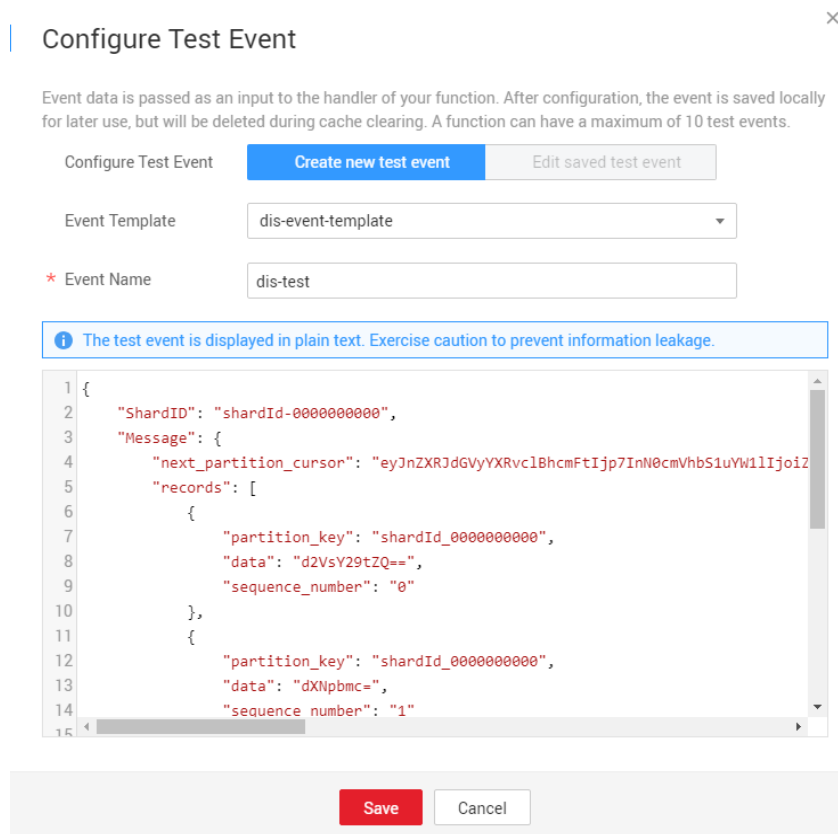 Configure Test Event
Event data is passed as an input to the handler of your function. After configuration, the event is saved locally
for later use, but will be deleted during cache clearing. A function can have a maximum of 10 test events.
Configure Test Event Create new test event Edit saved test event
Event Template dis-event-template
* Event Name dis-test
The test event is displayed in plain text. Exercise caution to prevent information leakage.
1 {
2 "ShardID": "shardId-0000000000",
3 "Message": {
4 "next_partition_cursor": "eyJnZXRJdGVyYXRvclBhcmFtIjp7InN0cmVhbS1uYW1lIjoiZ
5 "records": [
6 {
7 "partition_key": "shardId_0000000000",
8 "data": "d2VsY29tZQ==",
9 "sequence_number": "0"
10 },
11 {
12 "partition_key": "shardId_0000000000",
13 "data": "dXNpbmc=",
14 "sequence_number": "1"
15
Save Cancel